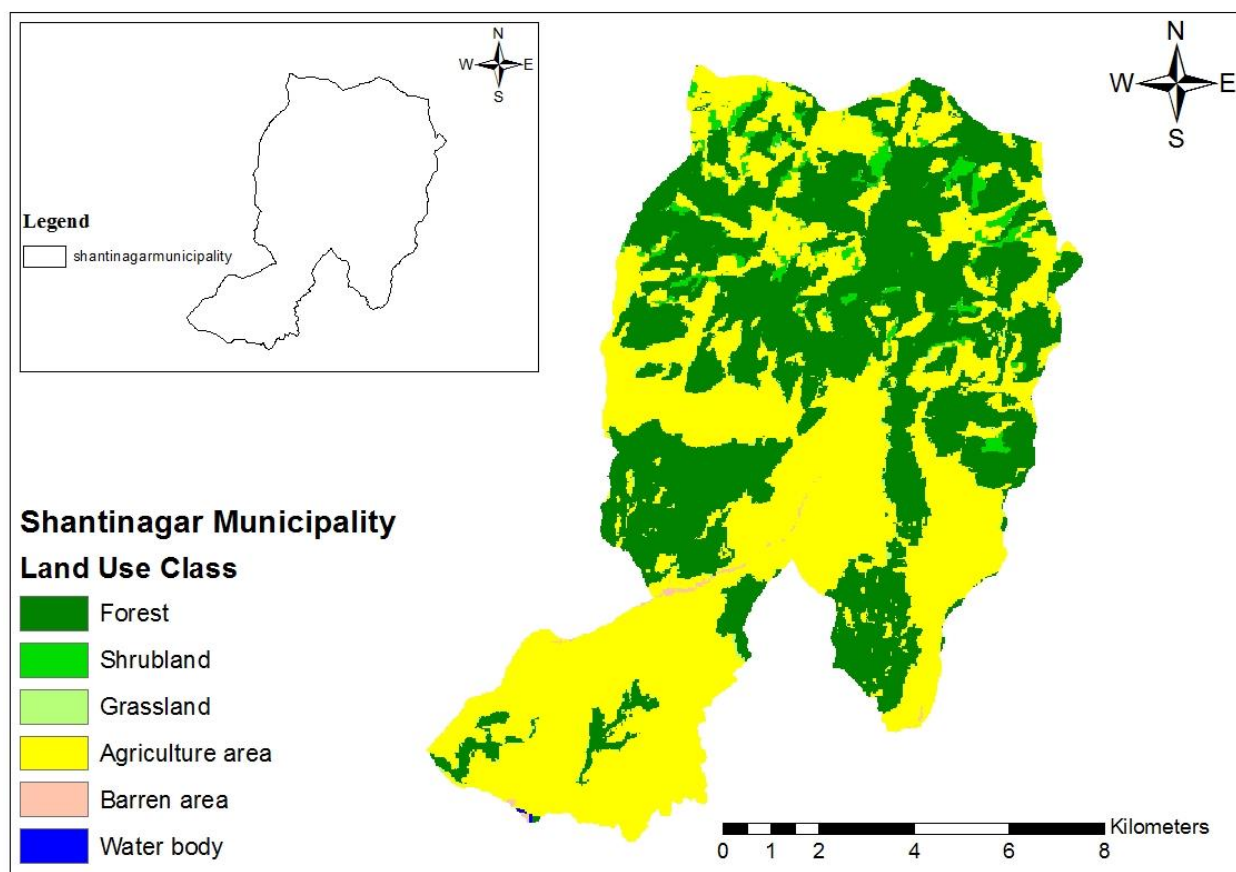 N
W E
S
Legend
shantinagarmunicipality
N
W E
S
Shantinagar Municipality
Land Use Class
Forest
Shrubland
Grassland
Agriculture area
Barren area
Water body
Kilometers
0 1 2 4 6 8